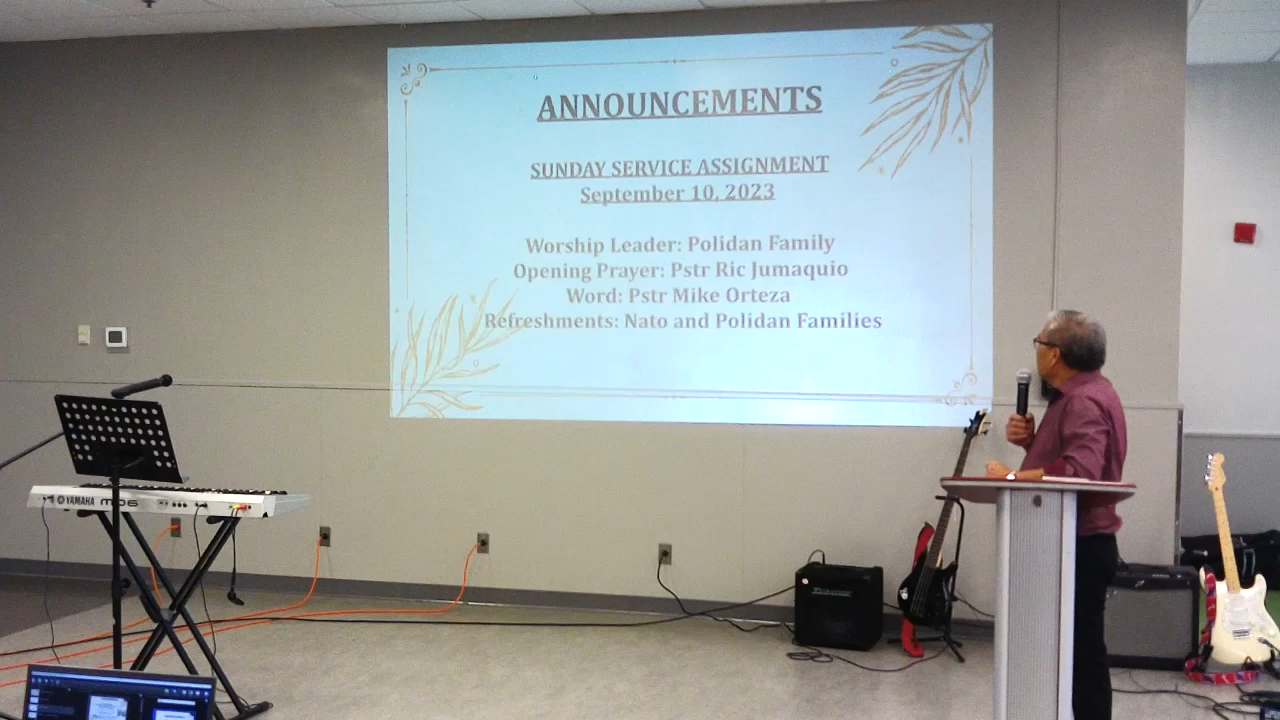 ANNOUNCEMENTS
SUNDAY SERVICE ASSIGNMENT
September 10, 2023
Worship Leader: Polidan Family
Opening Prayer: Pstr Ric Jumaquio
Word: Pstr Mike Orteza
Refreshments: Nato and Polidan Families
YAMAHA MO6